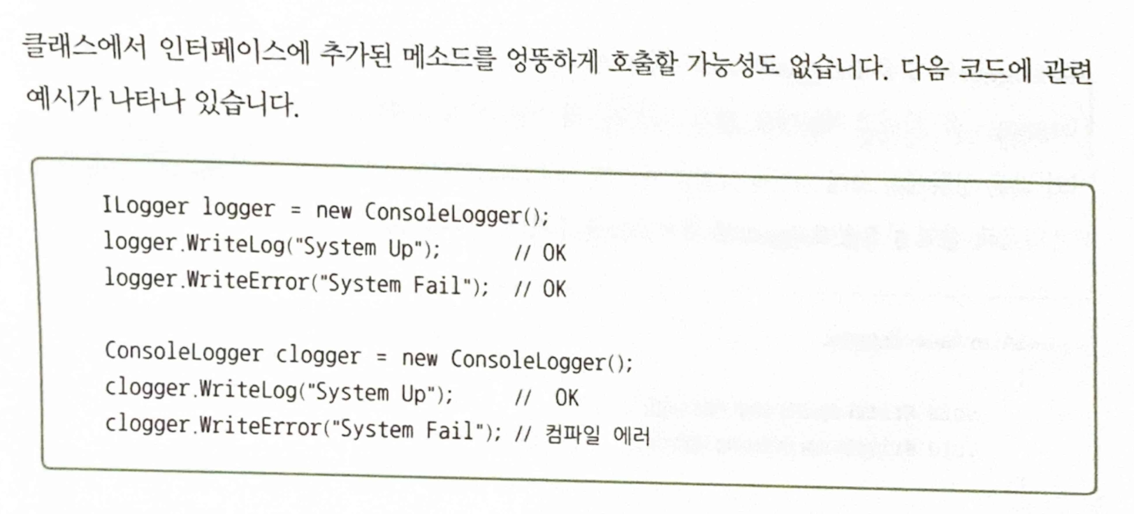 클래스에서 인터페이스에 추가된 메소드를 엉뚱하게 호출할 가능성도 없습니다. 다음 코드에 관련
예시가 나타나 있습니다.
ILogger logger = new ConsoleLogger();
logger.WriteLog("System Up"); // OK
logger.WriteError("System Fail"); // OK
ConsoleLogger clogger = new ConsoleLogger();
clogger.WriteLog("System Up"); // OK
clogger.WriteError("System Fail"); // 컴파일 에러